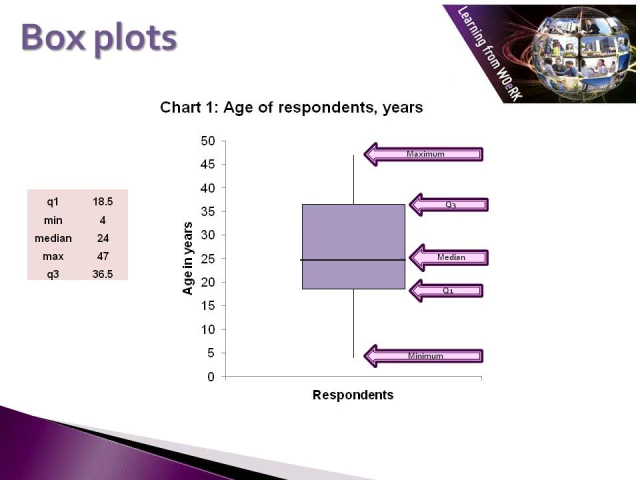 Box plots
Learning from WOeRK
Chart 1: Age of respondents, years
q1 18.5
min 4
median 24
max 47
q3 36.5
Age in years
50
45
40
35
30
25
20
15
10
5
0
Maximum
Q3
Median
Q1
Minimum
Respondents